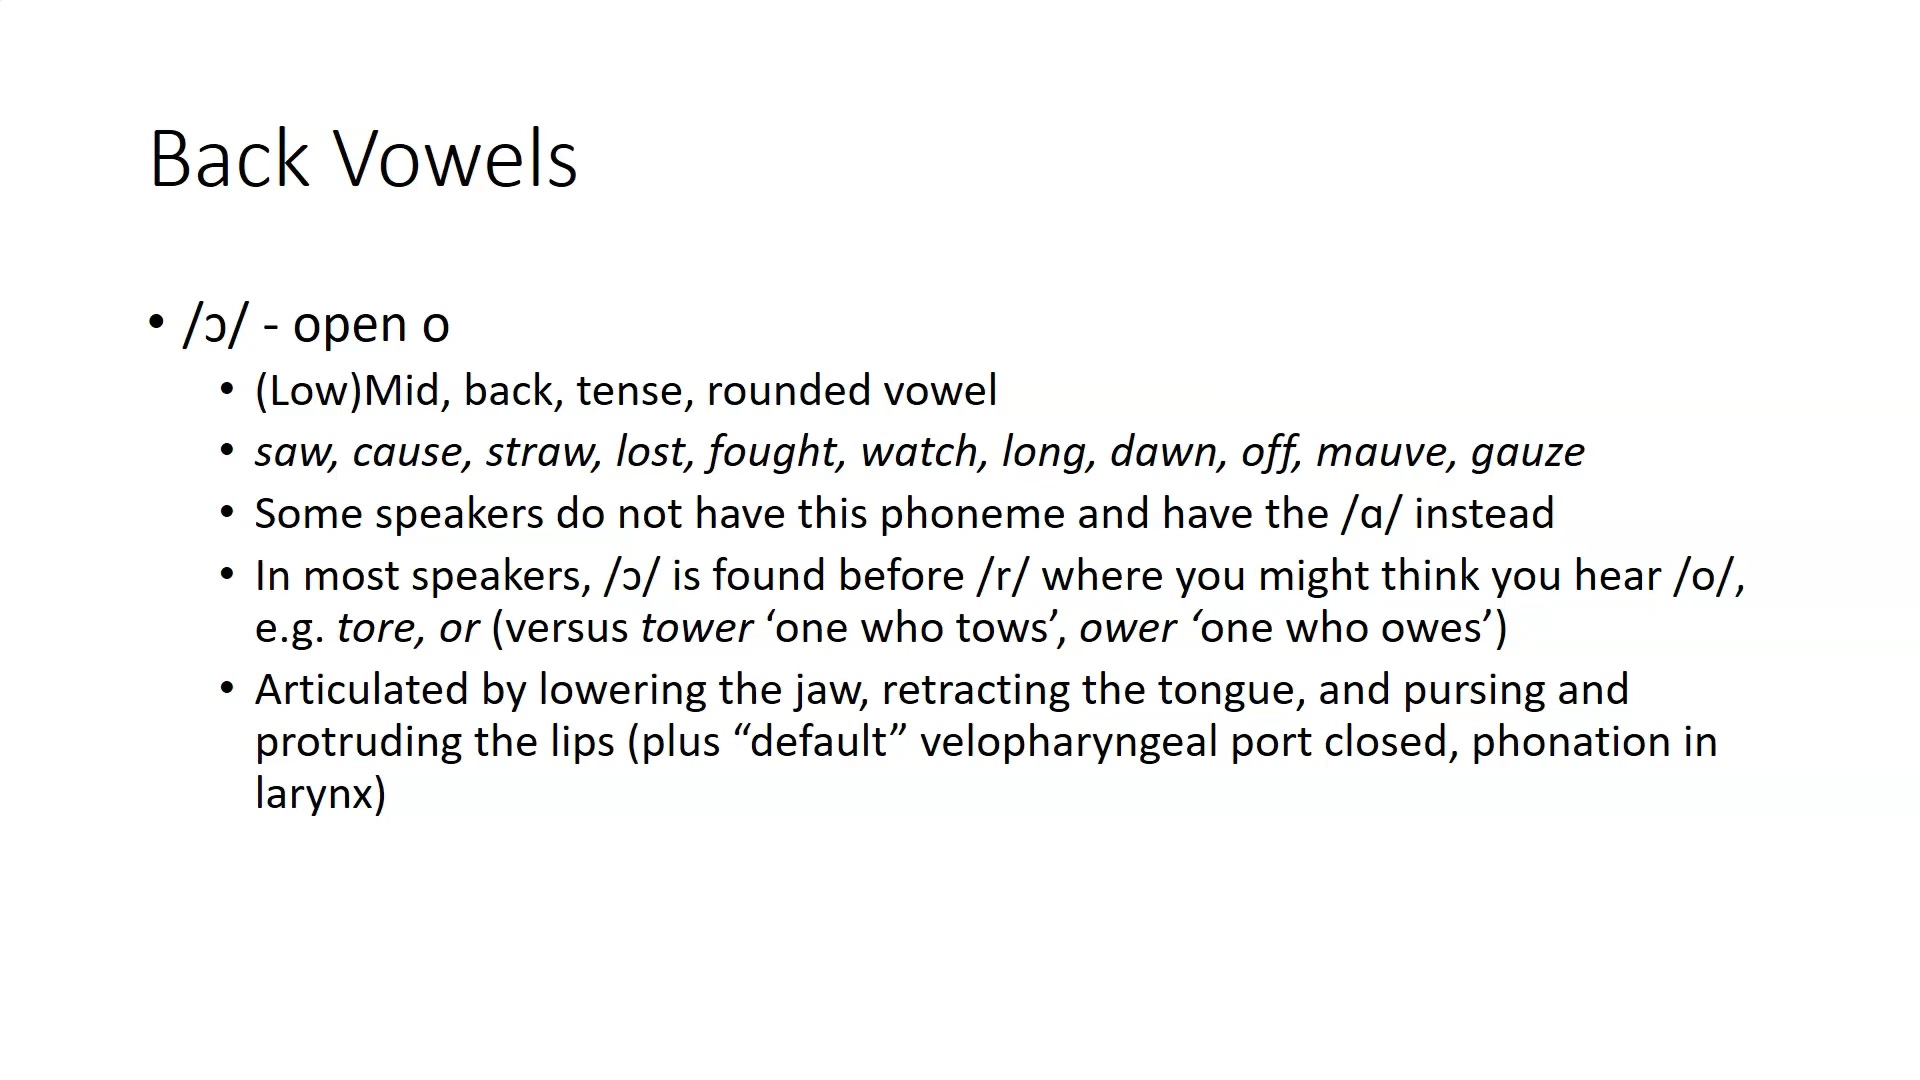 Back Vowels
• /ɔ/ - open o
• (Low)Mid, back, tense, rounded vowel
• saw, cause, straw, lost, fought, watch, long, dawn, off, mauve, gauze
• Some speakers do not have this phoneme and have the /ɑ/ instead
• In most speakers, /ɔ/ is found before /r/ where you might think you hear /o/,
e.g. tore, or (versus tower ‘one who tows’, ower ‘one who owes’)
• Articulated by lowering the jaw, retracting the tongue, and pursing and
protruding the lips (plus “default” velopharyngeal port closed, phonation in
larynx)